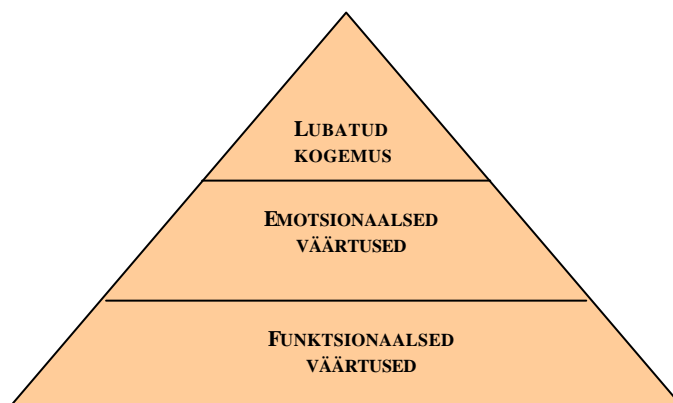 LUBATUD
KOGEMUS
EMOTSIONAALSED
VÄÄRTUSED
FUNKTSIONAALSED
VÄÄRTUSED